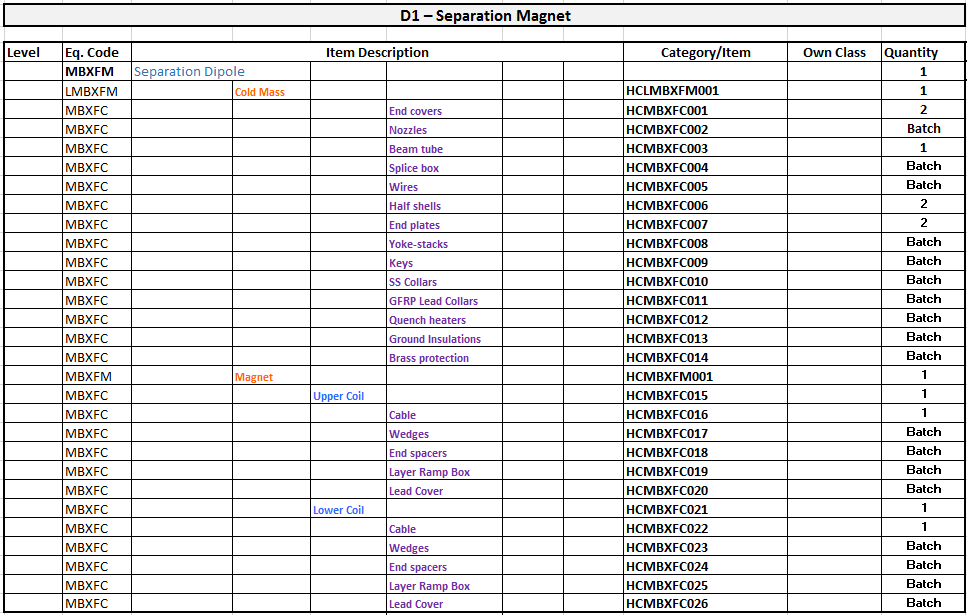 D1 – Separation Magnet
Level Eq. Code Item Description Category/Item Own Class Quantity
MBXFM Separation Dipole 1
LMBXFM Cold Mass HCLMBXFM001 1
MBXFC End covers HCMBXFC001 2
MBXFC Nozzles HCMBXFC002 Batch
MBXFC Beam tube HCMBXFC003 1
MBXFC Splice box HCMBXFC004 Batch
MBXFC Wires HCMBXFC005 Batch
MBXFC Half shells HCMBXFC006 2
MBXFC End plates HCMBXFC007 2
MBXFC Yoke-stacks HCMBXFC008 Batch
MBXFC Keys HCMBXFC009 Batch
MBXFC SS Collars HCMBXFC010 Batch
MBXFC GFRP Lead Collars HCMBXFC011 Batch
MBXFC Quench heaters HCMBXFC012 Batch
MBXFC Ground Insulations HCMBXFC013 Batch
MBXFC Brass protection HCMBXFC014 Batch
MBXFM Magnet HCMBXFM001 1
MBXFC Upper Coil HCMBXFC015 1
MBXFC Cable HCMBXFC016 1
MBXFC Wedges HCMBXFC017 Batch
MBXFC End spacers HCMBXFC018 Batch
MBXFC Layer Ramp Box HCMBXFC019 Batch
MBXFC Lead Cover HCMBXFC020 Batch
MBXFC Lower Coil HCMBXFC021 1
MBXFC Cable HCMBXFC022 1
MBXFC Wedges HCMBXFC023 Batch
MBXFC End spacers HCMBXFC024 Batch
MBXFC Layer Ramp Box HCMBXFC025 Batch
MBXFC Lead Cover HCMBXFC026 Batch